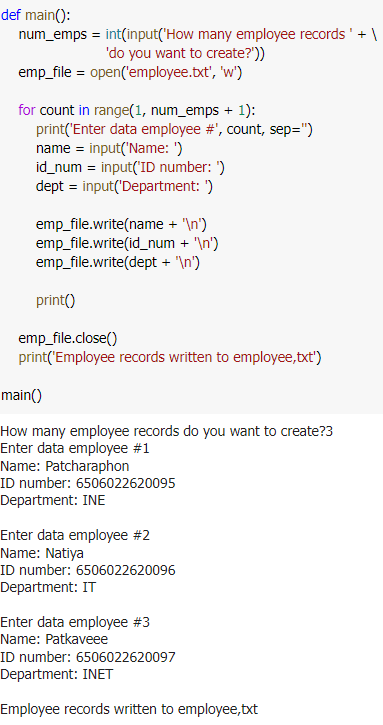 def main():
    num_emps = int(input('How many employee records ' + \
                         'do you want to create?'))
    emp_file = open('employee.txt', 'w')

    for count in range(1, num_emps + 1):
        print('Enter data employee #', count, sep='')
        name = input('Name: ')
        id_num = input('ID number: ')
        dept = input('Department: ')

        emp_file.write(name + '\n')
        emp_file.write(id_num + '\n')
        emp_file.write(dept + '\n')

        print()

    emp_file.close()
    print('Employee records written to employee,txt')

main()

How many employee records do you want to create?3
Enter data employee #1
Name: Patcharaphon
ID number: 6506022620095
Department: INE

Enter data employee #2
Name: Natiya
ID number: 6506022620096
Department: IT

Enter data employee #3
Name: Patkaveee
ID number: 6506022620097
Department: INET

Employee records written to employee,txt